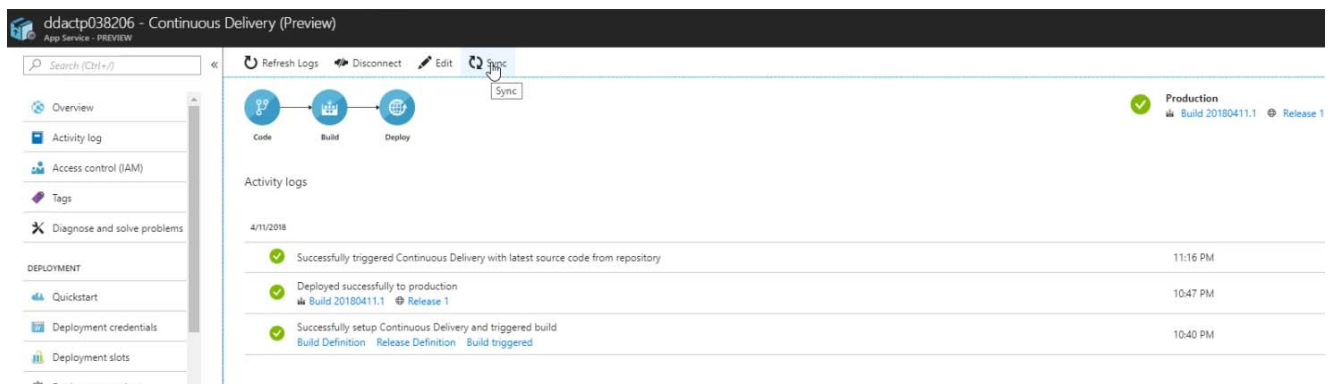 ddactp038206 - Continuous Delivery (Preview)
App Service - PREVIEW
Search (Ctrl+/)
«
Refresh Logs Disconnect Edit Sync
Sync
Overview
Activity log
Access control (IAM)
Tags
Diagnose and solve problems
DEPLOYMENT
Quickstart
Deployment credentials
Deployment slots
Code Build Deploy
Production
Build 20180411.1 Release 1
Activity logs
4/11/2018
Successfully triggered Continuous Delivery with latest source code from repository 11:16 PM
Deployed successfully to production 10:47 PM
Build 20180411.1 Release 1
Successfully setup Continuous Delivery and triggered build 10:40 PM
Build Definition Release Definition Build triggered